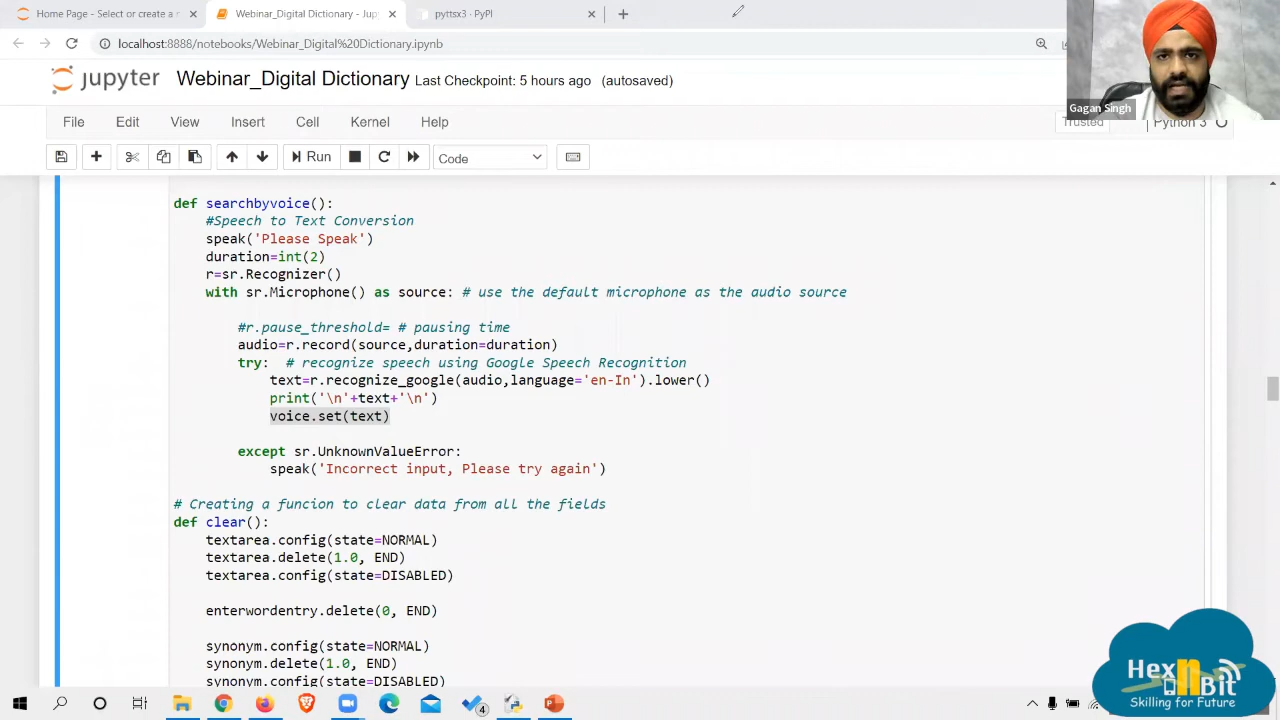 Home Page - Select or create a n
Webinar_Digital Dictionary - Jup
pyttsx3 · PyPI
localhost:8888/notebooks/Webinar_Digital%20Dictionary.ipynb
Gagan Singh
jupyter
Webinar_Digital Dictionary Last Checkpoint: 5 hours ago (autosaved)
File Edit View Insert Cell Kernel Help
Trusted
Python 3
Run
Code
def searchbyvoice():
#Speech to Text Conversion
speak('Please Speak')
duration=int(2)
r=sr.Recognizer()
with sr.Microphone() as source: # use the default microphone as the audio source
#r.pause_threshold= # pausing time
audio=r.record(source,duration=duration)
try: # recognize speech using Google Speech Recognition
text=r.recognize_google(audio,language='en-In').lower()
print('\n'+text+'\n')
voice.set(text)
except sr.UnknownValueError:
speak('Incorrect input, Please try again')
# Creating a funcion to clear data from all the fields
def clear():
textarea.config(state=NORMAL)
textarea.delete(1.0, END)
textarea.config(state=DISABLED)
enterwordentry.delete(0, END)
synonym.config(state=NORMAL)
synonym.delete(1.0, END)
synonym.config(state=DISABLED)
HexnBit
Skilling for Future
4